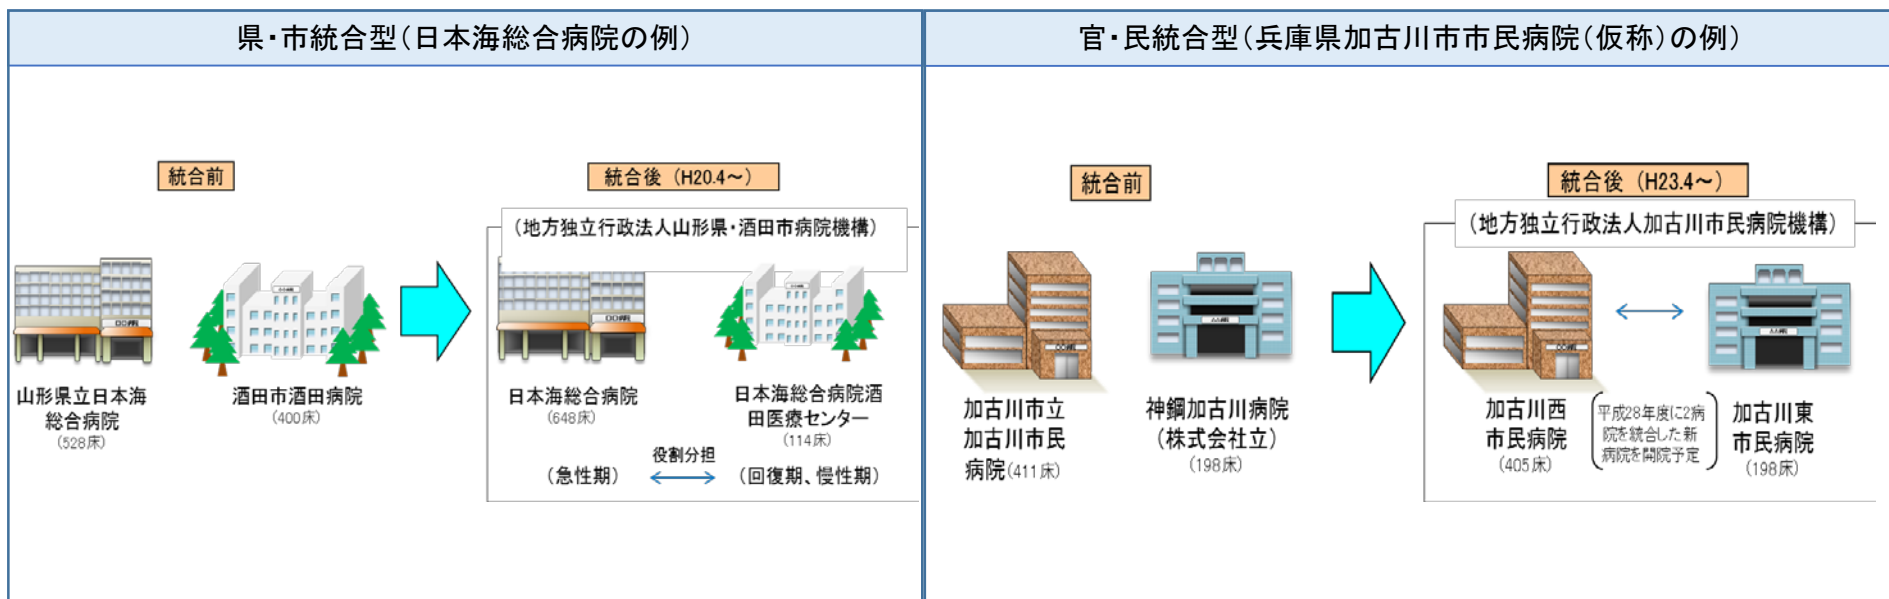 県・市統合型(日本海総合病院の例)
統合前
統合後 (H20.4～)
(地方独立行政法人山形県・酒田市病院機構)
山形県立日本海
総合病院
(528床)
酒田市酒田病院
(400床)
日本海総合病院
(648床)
日本海総合病院酒
田医療センター
(114床)
役割分担
(急性期)
(回復期、慢性期)
官・民統合型(兵庫県加古川市市民病院(仮称)の例)
統合前
統合後 (H23.4～)
(地方独立行政法人加古川市民病院機構)
加古川市立
加古川市民
病院(411床)
神鋼加古川病院
(株式会社立)
(198床)
加古川西
市民病院
(405床)
平成28年度に2病
院を統合した新
病院を開院予定
加古川東
市民病院
(198床)